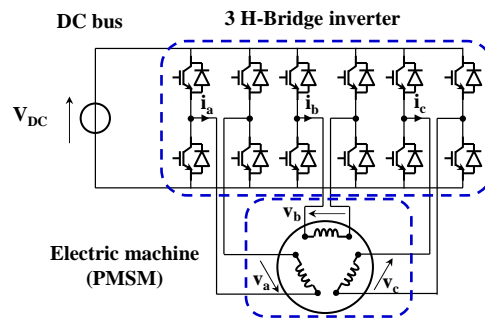 DC bus
3 H-Bridge inverter
V_DC
i_a
i_b
i_c
v_b
Electric machine
(PMSM)
v_a
v_c